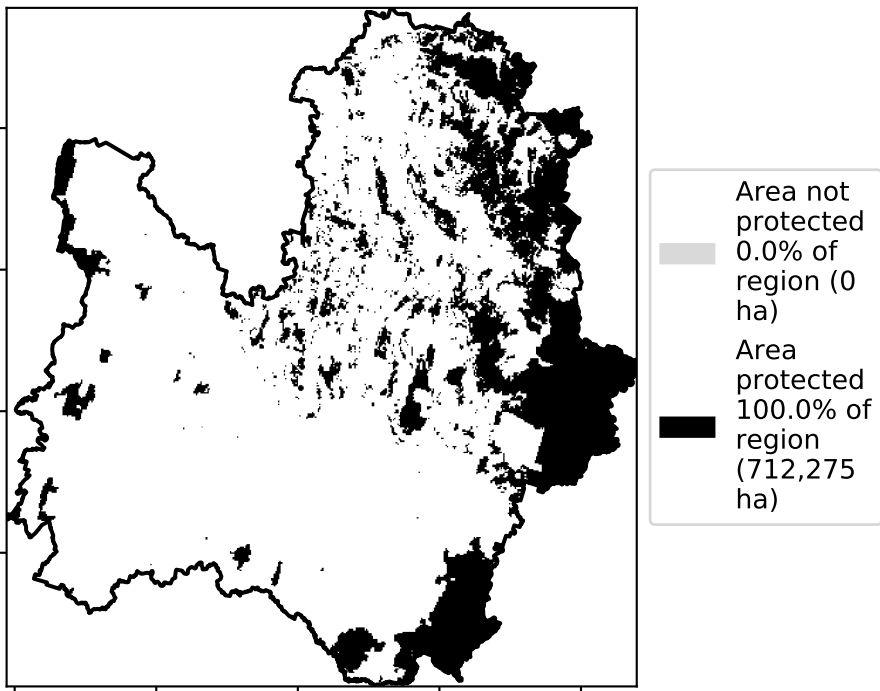 Area not
protected
0.0% of
region (0
ha)
Area
protected
100.0% of
region
(712,275
ha)